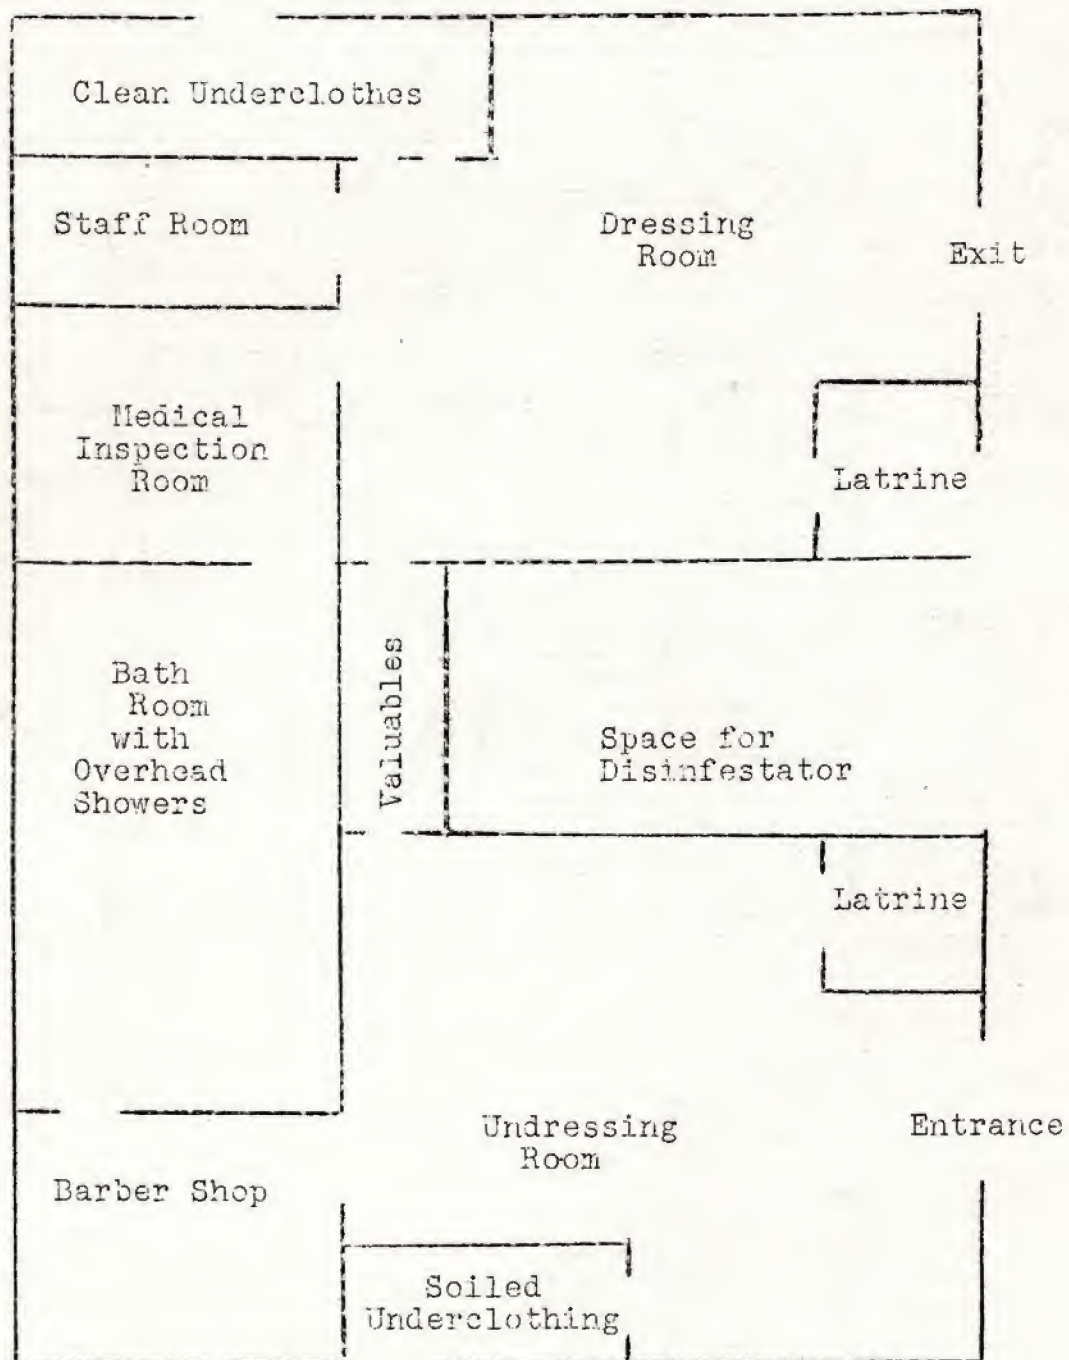 Clean Underclothes
Staff Room
Dressing
Room
Exit
Medical
Inspection
Room
Latrine
Bath
Room
with
Overhead
Showers
Valuables
Space for
Disinfestator
Latrine
Undressing
Room
Entrance
Barber Shop
Soiled
Underclothing